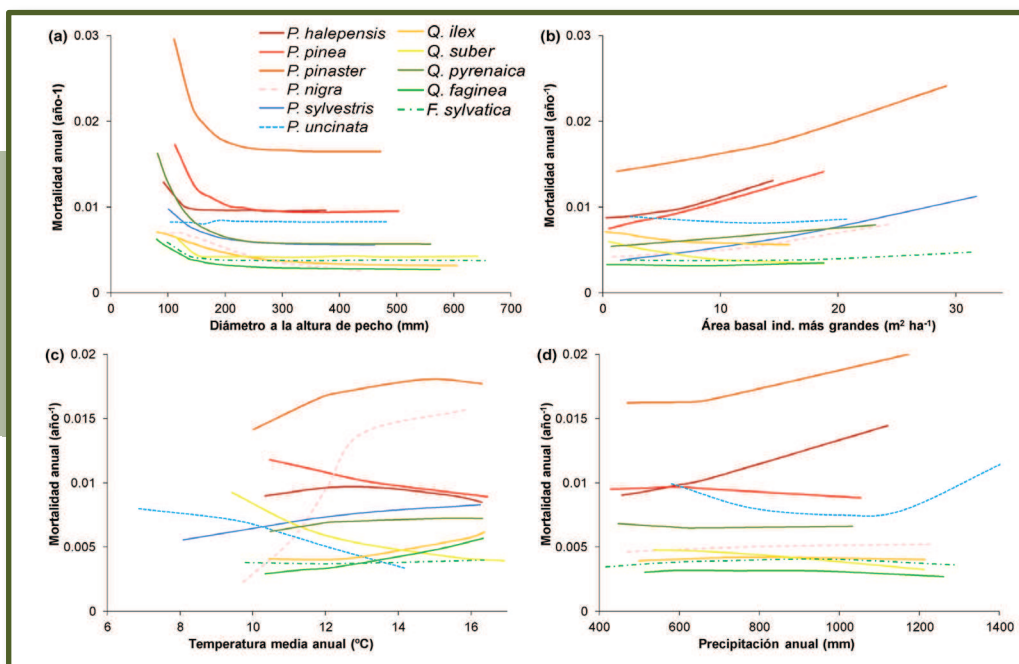 (a)
0.03
0.02
0.01
0
Mortalidad anual (año-1)
0 100 200 300 400 500 600 700
Diámetro a la altura de pecho (mm)
P. halepensis
P. pinea
P. pinaster
P. nigra
P. sylvestris
P. uncinata
Q. ilex
Q. suber
Q. pyrenaica
Q. faginea
F. sylvatica
(b)
0.03
0.02
0.01
0
Mortalidad anual (año⁻¹)
0 10 20 30
Área basal ind. más grandes (m² ha⁻¹)
(c)
0.02
0.015
0.01
0.005
0
Mortalidad anual (año⁻¹)
6 8 10 12 14 16
Temperatura media anual (ºC)
(d)
0.02
0.015
0.01
0.005
0
Mortalidad anual (año⁻¹)
400 600 800 1000 1200 1400
Precipitación anual (mm)